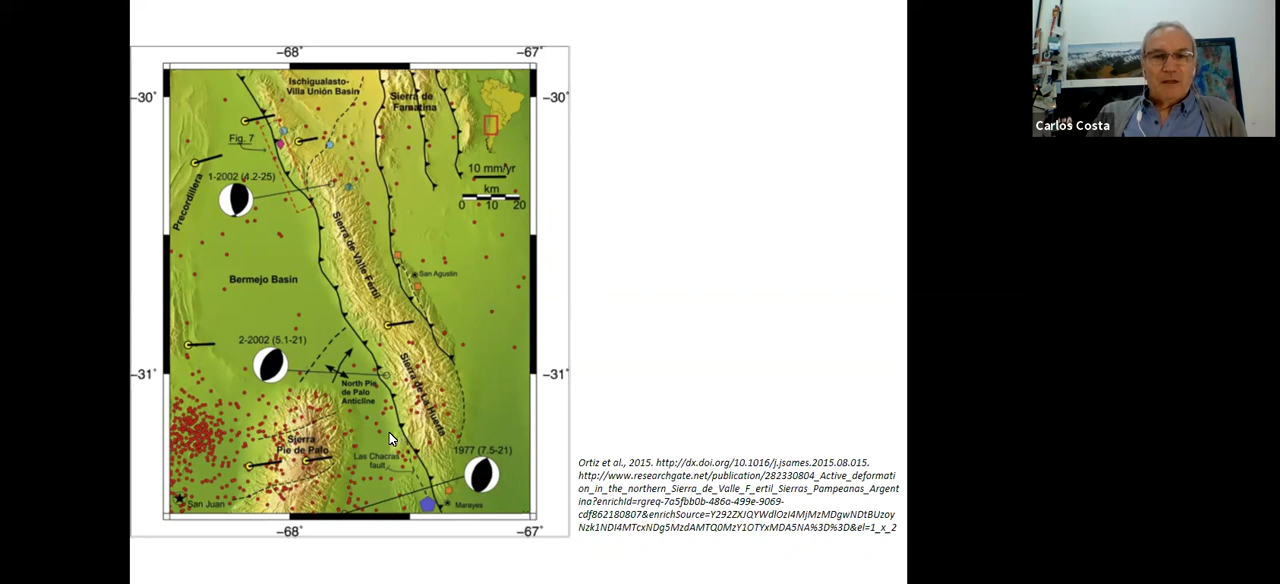 −68°
−67°
−30°
−30°
Ischigualasto-
Villa Unión Basin
Sierra de
Famatina
Fig. 7
10 mm/yr
km
0 10 20
1-2002 (4.2-25)
Precordillera
Sierra de Valle Fértil
San Agustin
Bermejo Basin
2-2002 (5.1-21)
−31°
−31°
North Pie
de Palo
Anticline
Sierra de La Huerta
Sierra
Pie de Palo
Las Chacras
fault
1977 (7.5-21)
San Juan
Marayes
−68°
−67°
Ortiz et al., 2015. http://dx.doi.org/10.1016/j.jsames.2015.08.015.
http://www.researchgate.net/publication/282330804_Active_deformati
on_in_the_northern_Sierra_de_Valle_F_ertil_Sierras_Pampeanas_Argent
ina?enrichId=rgreq-7a5fbb0b-486a-499e-9069-
cdf862180807&enrichSource=Y292ZXJQYWdlOzI4MjMzMDgwNDtBUzoy
Nzk1NDI4MTcxNDg5MzdAMTQ0MzY1OTYxMDA5NA%3D%3D&el=1_x_2
Carlos Costa